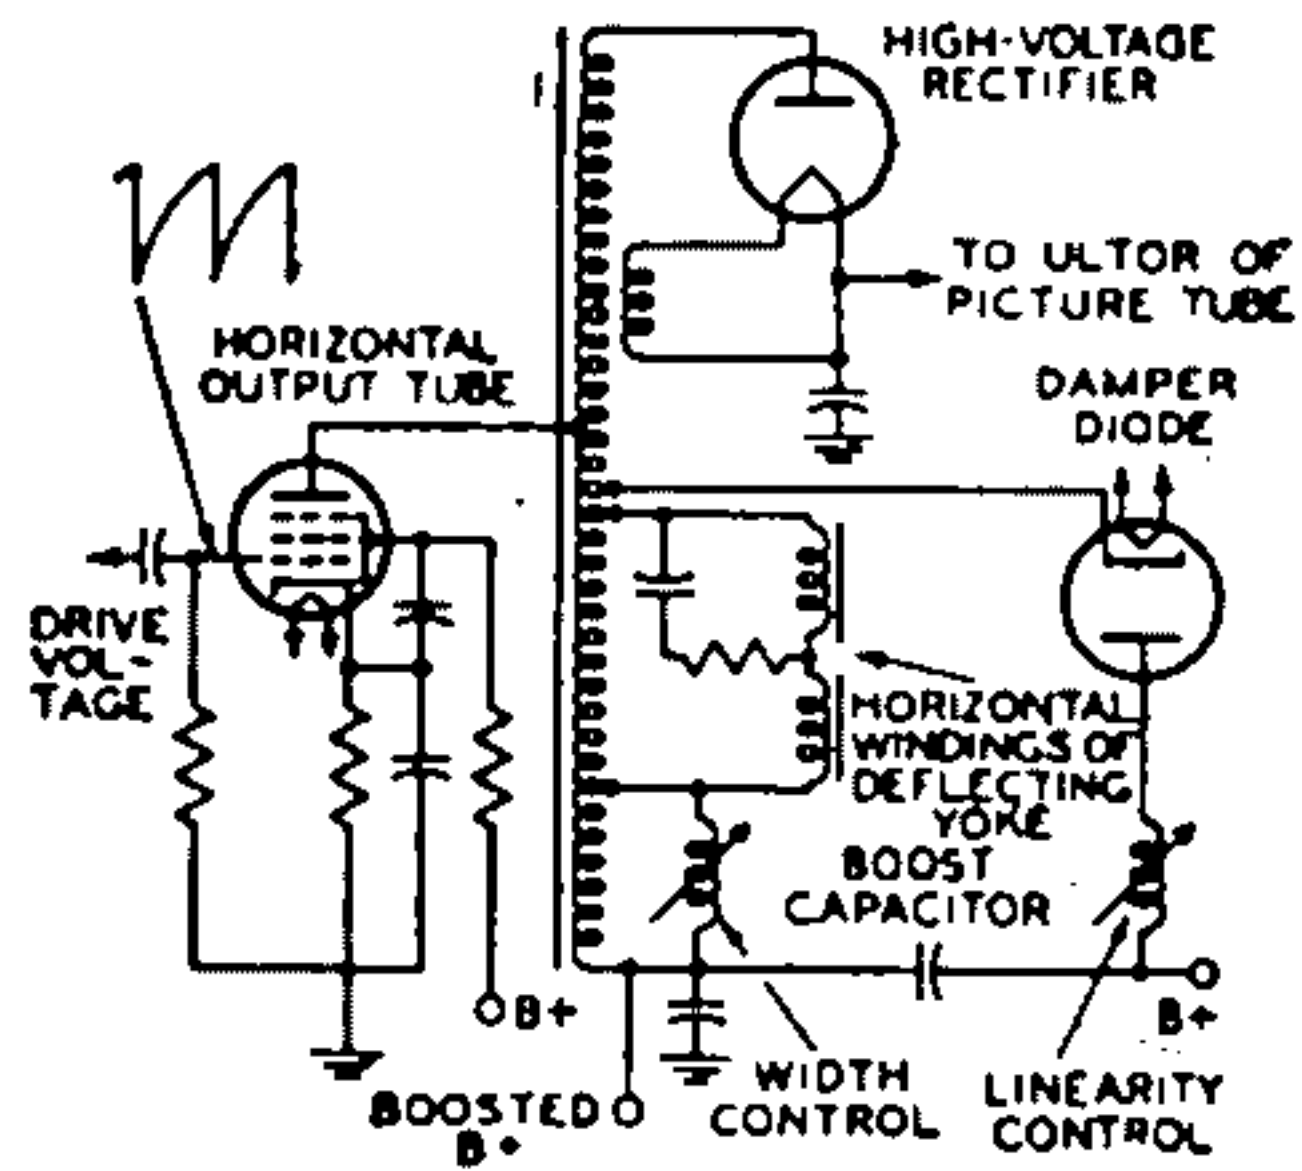 HIGH-VOLTAGE
RECTIFIER
TO ULTOR OF
PICTURE TUBE
HORIZONTAL
OUTPUT TUBE
DAMPER
DIODE
DRIVE
VOL-
TAGE
HORIZONTAL
WINDINGS OF
DEFLECTING
YOKE
BOOST
CAPACITOR
B+
B+
WIDTH
CONTROL
LINEARITY
CONTROL
BOOSTED
B+